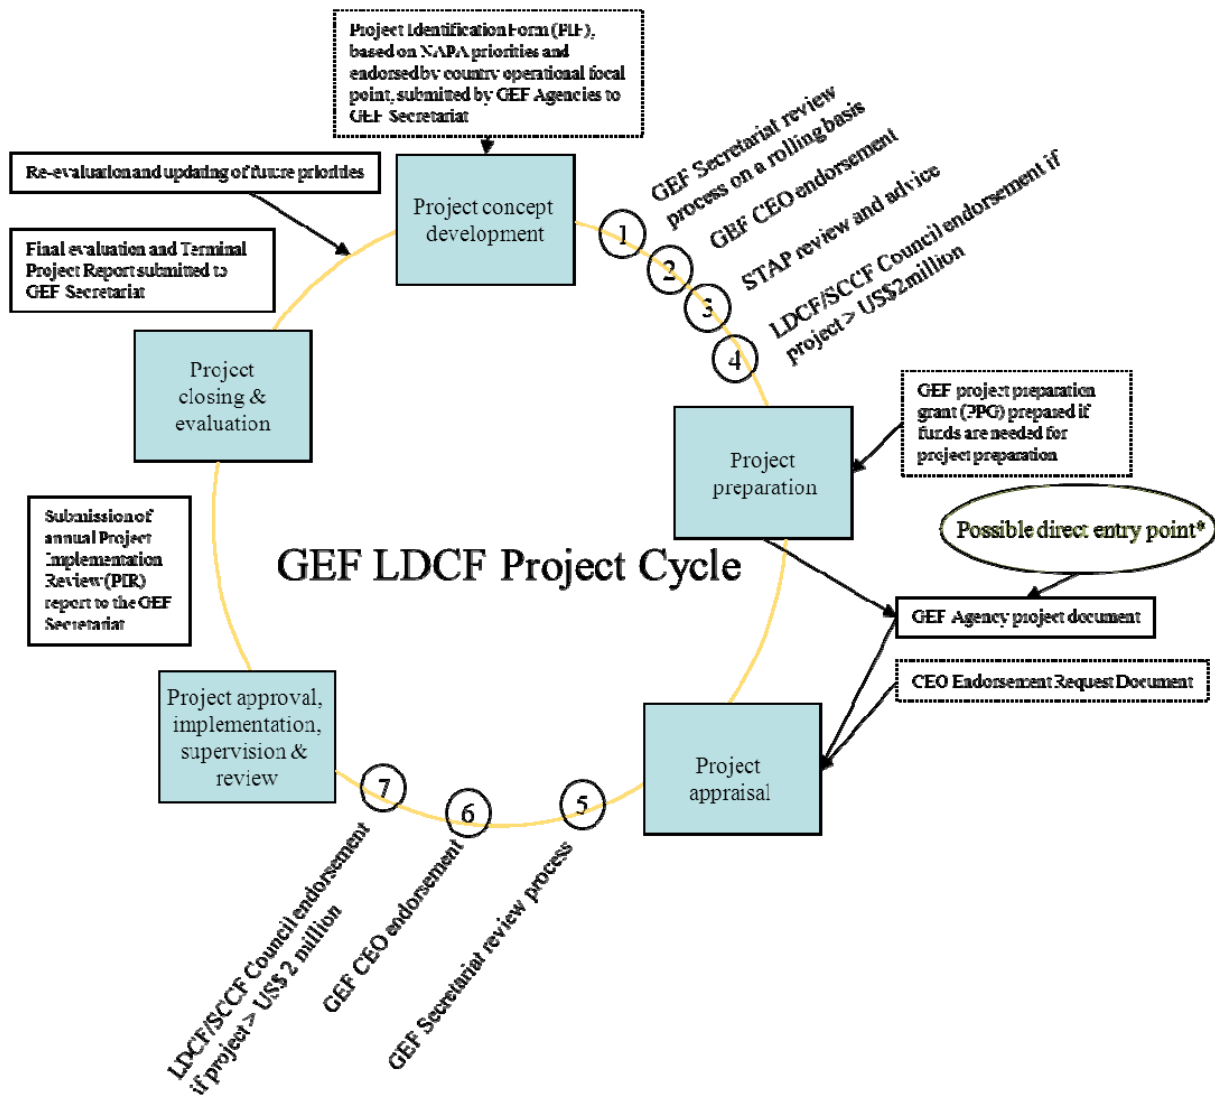 Project Identification Form (PIF),
based on NAPA priorities and
endorsed by country operational focal
point, submitted by GEF Agencies to
GEF Secretariat
Re-evaluation and updating of future priorities
Final evaluation and Terminal
Project Report submitted to
GEF Secretariat
Project concept
development
1
GEF Secretariat review
process on a rolling basis
2
GEF CEO endorsement
3
STAP review and advice
4
LDCF/SCCF Council endorsement if
project > US$2million
Project
closing &
evaluation
GEF project preparation
grant (PPG) prepared if
funds are needed for
project preparation
Project
preparation
Possible direct entry point*
Submission of
annual Project
Implementation
Review (PIR)
report to the GEF
Secretariat
GEF LDCF Project Cycle
GEF Agency project document
CEO Endorsement Request Document
Project approval,
implementation,
supervision &
review
Project
appraisal
5
GEF Secretariat review process
6
GEF CEO endorsement
7
LDCF/SCCF Council endorsement
if project > US$ 2 million